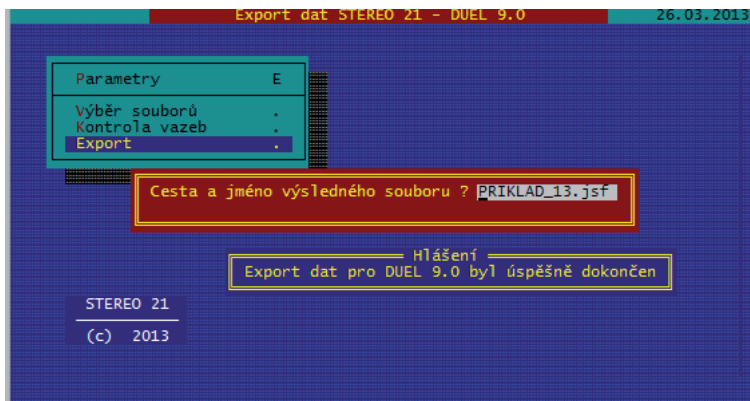 Export dat STEREO 21 - DUEL 9.0 26.03.2013
Parametry E
Výběr souborů .
Kontrola vazeb .
Export .
Cesta a jméno výsledného souboru ? PRIKLAD_13.jsf
Hlášení
Export dat pro DUEL 9.0 byl úspěšně dokončen
STEREO 21
(c) 2013